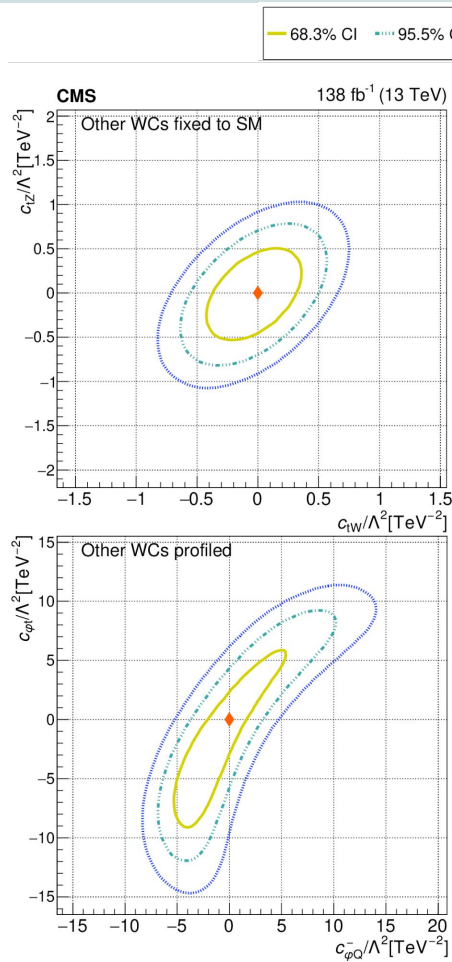 68.3% CI 95.5%
CMS 138 fb⁻¹ (13 TeV)
Other WCs fixed to SM
c_tZ/Λ²[TeV⁻²]
2
1.5
1
0.5
0
−0.5
−1
−1.5
−2
−1.5 −1 −0.5 0 0.5 1 1.5
c_tW/Λ²[TeV⁻²]
Other WCs profiled
c_φt/Λ²[TeV⁻²]
15
10
5
0
−5
−10
−15
−15 −10 −5 0 5 10 15 20
c⁻_φQ/Λ²[TeV⁻²]